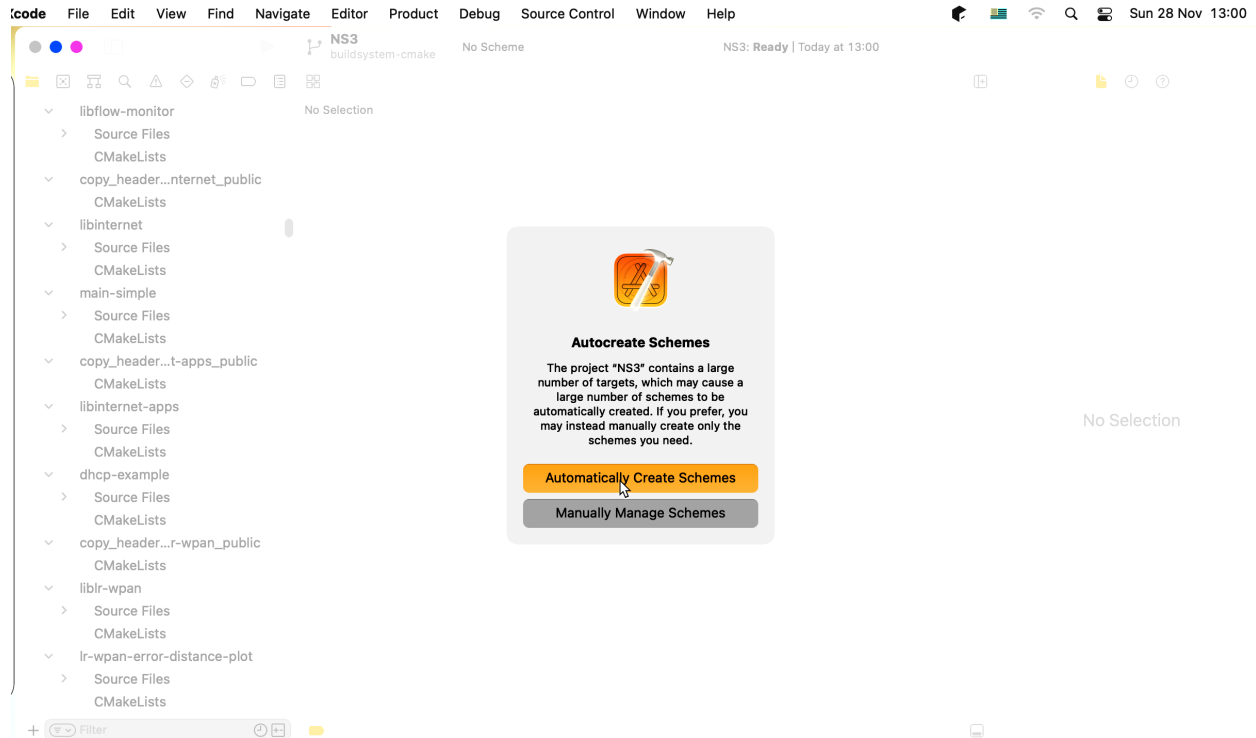 Xcode File Edit View Find Navigate Editor Product Debug Source Control Window Help Sun 28 Nov 13:00
NS3
buildsystem-cmake
No Scheme
NS3: Ready | Today at 13:00
No Selection
libflow-monitor
Source Files
CMakeLists
copy_header...nternet_public
CMakeLists
libinternet
Source Files
CMakeLists
main-simple
Source Files
CMakeLists
copy_header...t-apps_public
CMakeLists
libinternet-apps
Source Files
CMakeLists
dhcp-example
Source Files
CMakeLists
copy_header...r-wpan_public
CMakeLists
liblr-wpan
Source Files
CMakeLists
lr-wpan-error-distance-plot
Source Files
CMakeLists
Filter
Autocreate Schemes
The project “NS3” contains a large
number of targets, which may cause a
large number of schemes to be
automatically created. If you prefer, you
may instead manually create only the
schemes you need.
Automatically Create Schemes
Manually Manage Schemes
No Selection